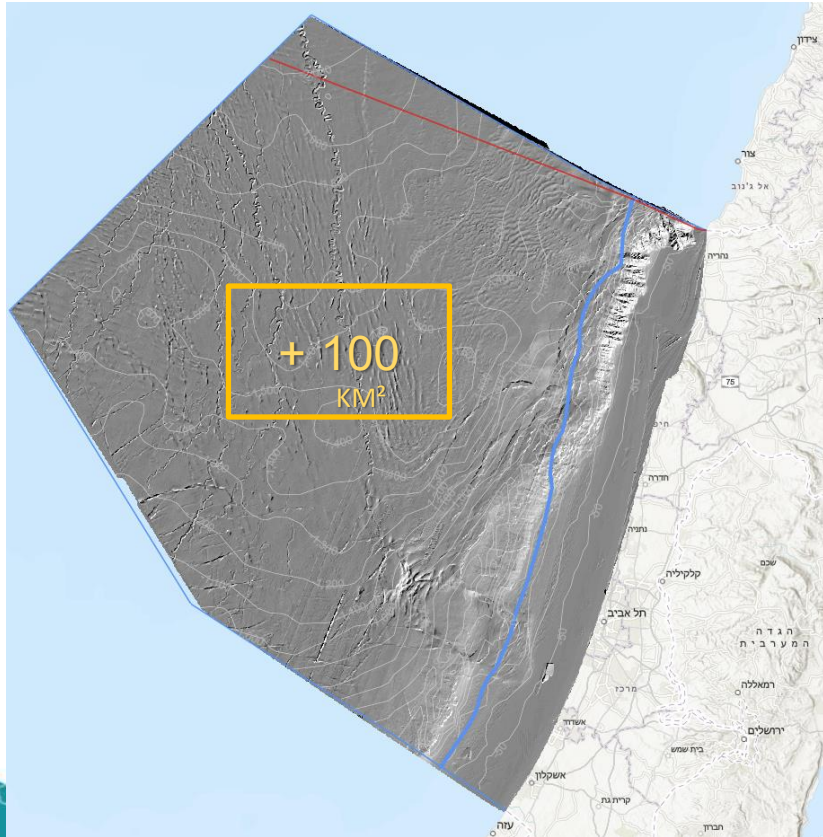 צידון
צור
אל ג'נוב
נהריה
+ 100
KM²
75
חיפה
חדרה
נתניה
קלקיליה
שכם
תל אביב
הגדה
המערבית
רמאללה
מרכז
אשדוד
ירושלים
בית שמש
אשקלון
קרית גת
עזה
חברון